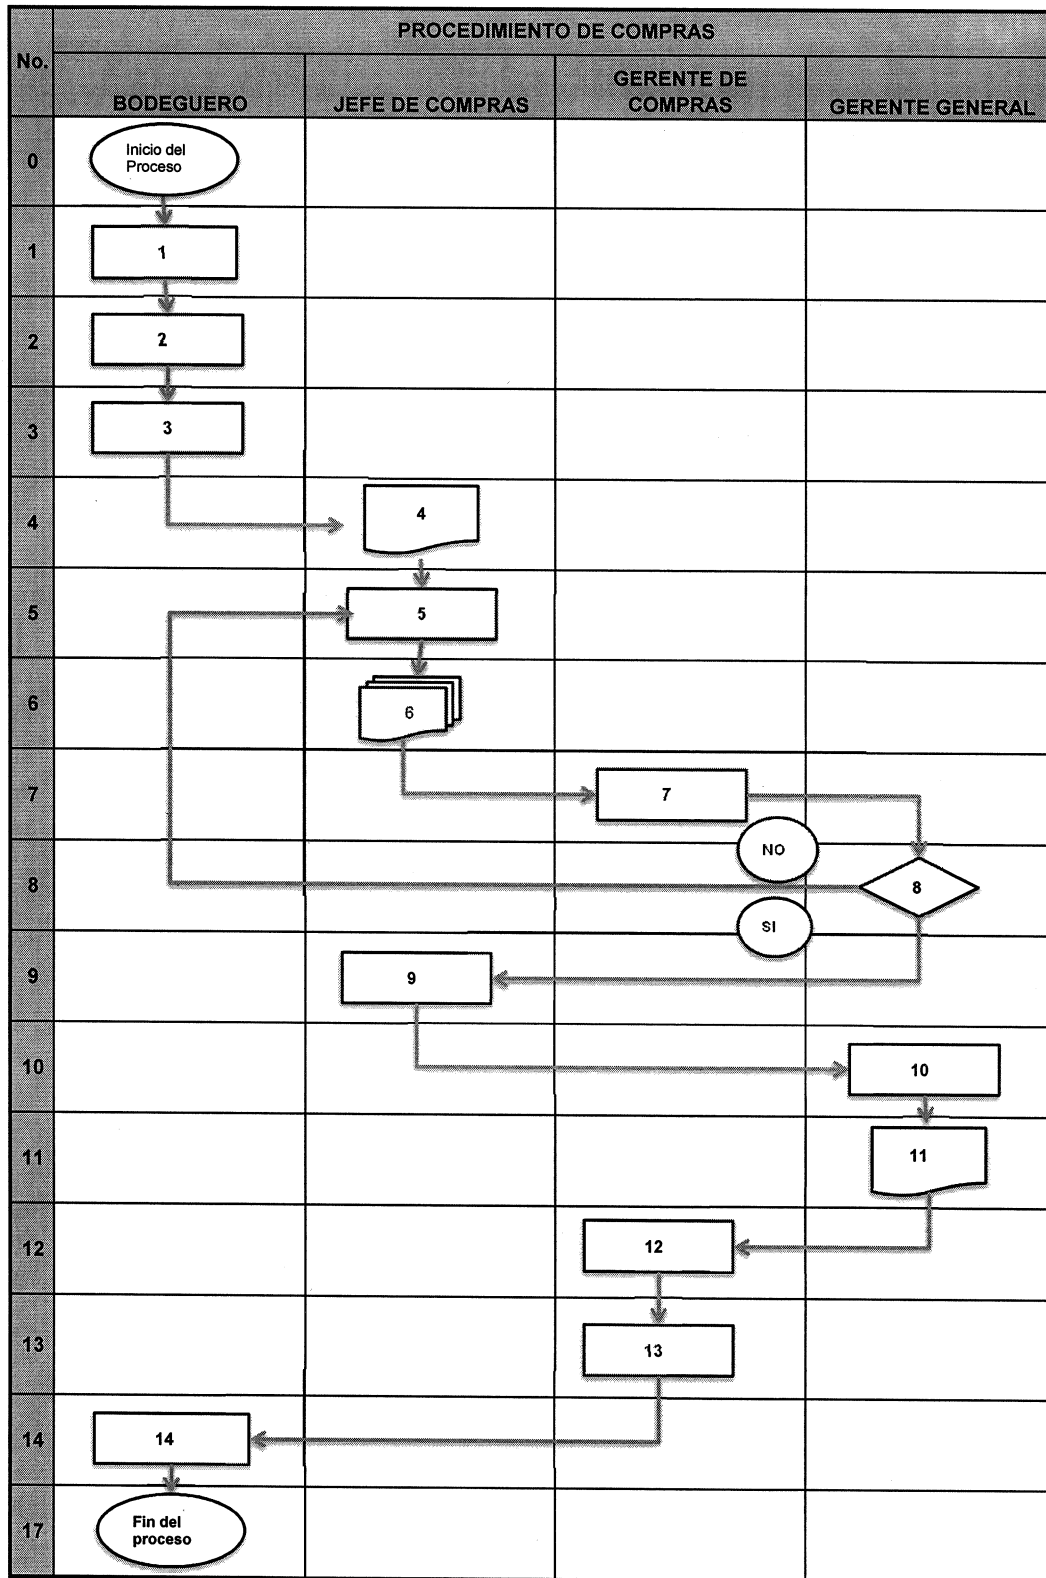 PROCEDIMIENTO DE COMPRAS
No.
BODEGUERO
JEFE DE COMPRAS
GERENTE DE
COMPRAS
GERENTE GENERAL
0
Inicio del
Proceso
1
1
2
2
3
3
4
4
5
5
6
6
7
7
NO
8
8
SI
9
9
10
10
11
11
12
12
13
13
14
14
17
Fin del
proceso